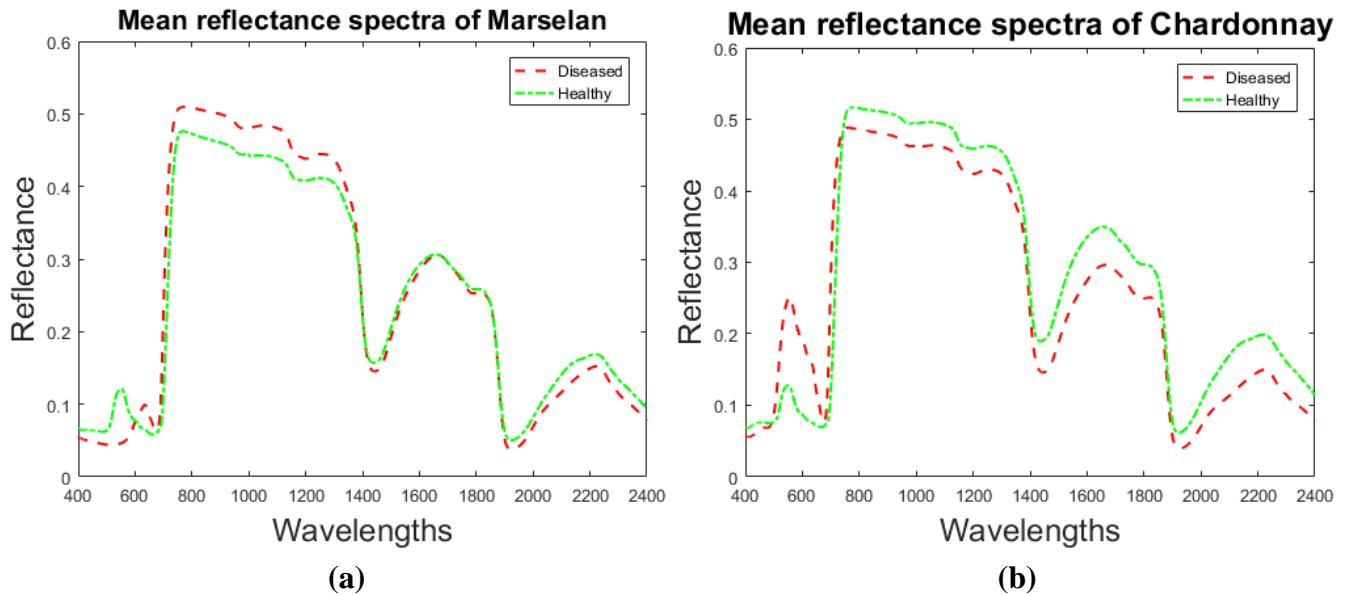 Mean reflectance spectra of Marselan
0.6
0.5
0.4
0.3
0.2
0.1
0
Reflectance
Diseased
Healthy
400 600 800 1000 1200 1400 1600 1800 2000 2200 2400
Wavelengths
(a)
Mean reflectance spectra of Chardonnay
0.6
0.5
0.4
0.3
0.2
0.1
0
Reflectance
Diseased
Healthy
400 600 800 1000 1200 1400 1600 1800 2000 2200 2400
Wavelengths
(b)